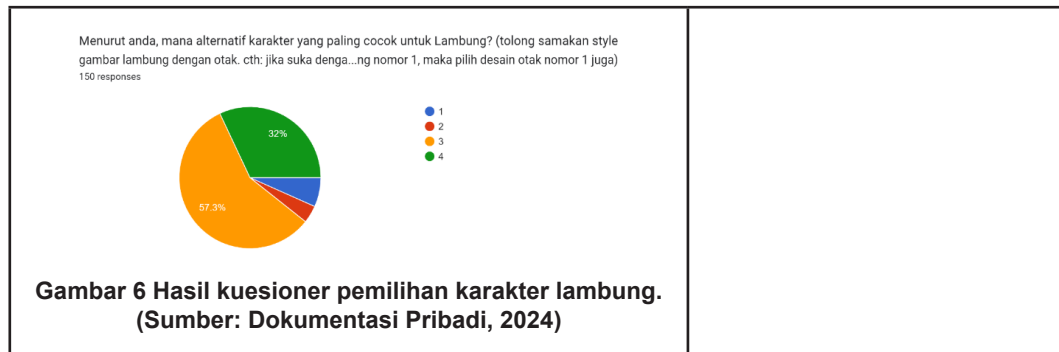 Menurut anda, mana alternatif karakter yang paling cocok untuk Lambung? (tolong samakan style
gambar lambung dengan otak. cth: jika suka denga...ng nomor 1, maka pilih desain otak nomor 1 juga)
150 responses
1
2
3
4
32%
57.3%
Gambar 6 Hasil kuesioner pemilihan karakter lambung.
(Sumber: Dokumentasi Pribadi, 2024)